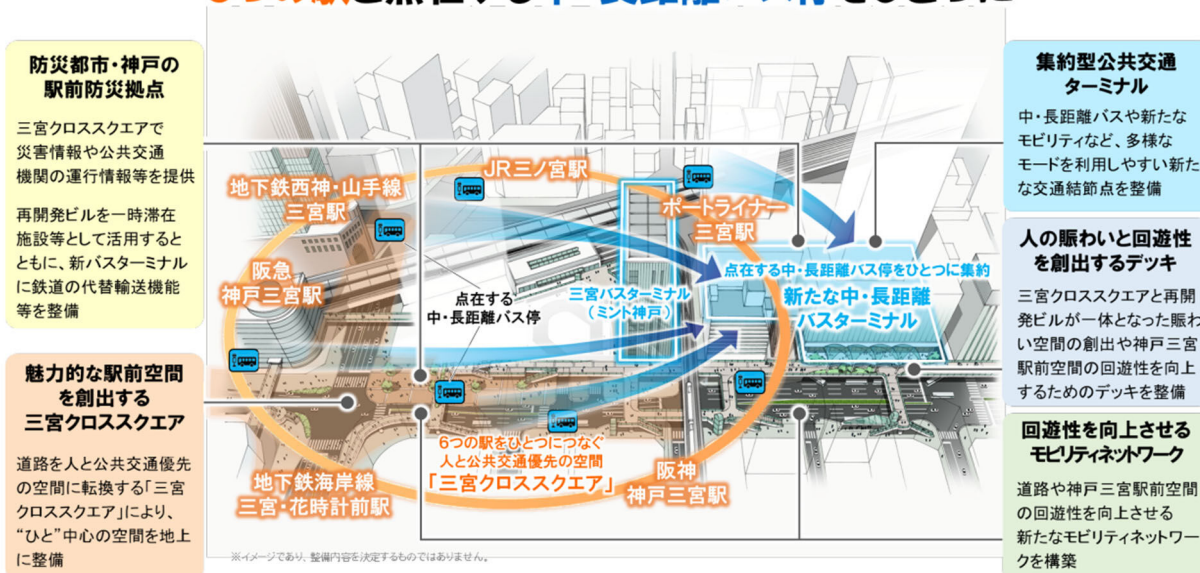 防災都市・神戸の
駅前防災拠点
三宮クロススクエアで
災害情報や公共交通
機関の運行情報等を提供
再開発ビルを一時滞在
施設等として活用すると
ともに、新バスターミナル
に鉄道の代替輸送機能
等を整備
魅力的な駅前空間
を創出する
三宮クロススクエア
道路を人と公共交通優先
の空間に転換する「三宮
クロススクエア」により、
“ひと”中心の空間を地上
に整備
JR三ノ宮駅
地下鉄西神・山手線
三宮駅
ポートライナー
三宮駅
阪急
神戸三宮駅
点在する
中・長距離バス停
三宮バスターミナル
（ミント神戸）
点在する中・長距離バス停をひとつに集約
新たな中・長距離
バスターミナル
6つの駅をひとつにつなぐ
人と公共交通優先の空間
「三宮クロススクエア」
地下鉄海岸線
三宮・花時計前駅
阪神
神戸三宮駅
※イメージであり、整備内容を決定するものではありません。
集約型公共交通
ターミナル
中・長距離バスや新たな
モビリティなど、多様な
モードを利用しやすい新た
な交通結節点を整備
人の賑わいと回遊性
を創出するデッキ
三宮クロススクエアと再開
発ビルが一体となった賑わ
い空間の創出や神戸三宮
駅前空間の回遊性を向上
するためのデッキを整備
回遊性を向上させる
モビリティネットワーク
道路や神戸三宮駅前空間
の回遊性を向上させる
新たなモビリティネットワー
クを構築